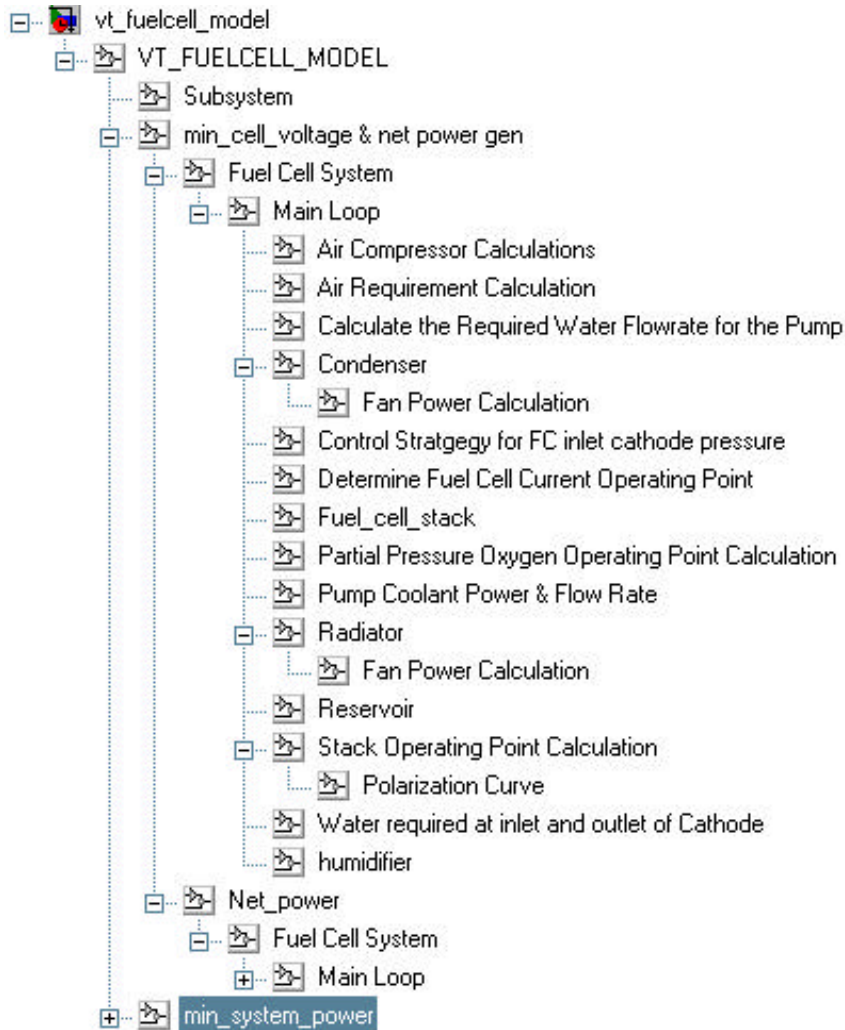 vt_fuelcell_model
VT_FUELCELL_MODEL
Subsystem
min_cell_voltage & net power gen
Fuel Cell System
Main Loop
Air Compressor Calculations
Air Requirement Calculation
Calculate the Required Water Flowrate for the Pump
Condenser
Fan Power Calculation
Control Stratgegy for FC inlet cathode pressure
Determine Fuel Cell Current Operating Point
Fuel_cell_stack
Partial Pressure Oxygen Operating Point Calculation
Pump Coolant Power & Flow Rate
Radiator
Fan Power Calculation
Reservoir
Stack Operating Point Calculation
Polarization Curve
Water required at inlet and outlet of Cathode
humidifier
Net_power
Fuel Cell System
Main Loop
min_system_power